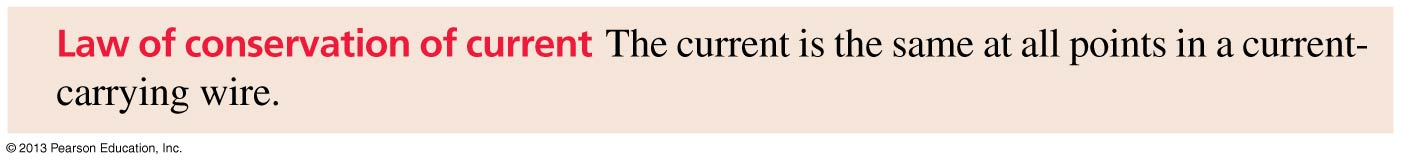 Law of conservation of current The current is the same at all points in a current-
carrying wire.
© 2013 Pearson Education, Inc.